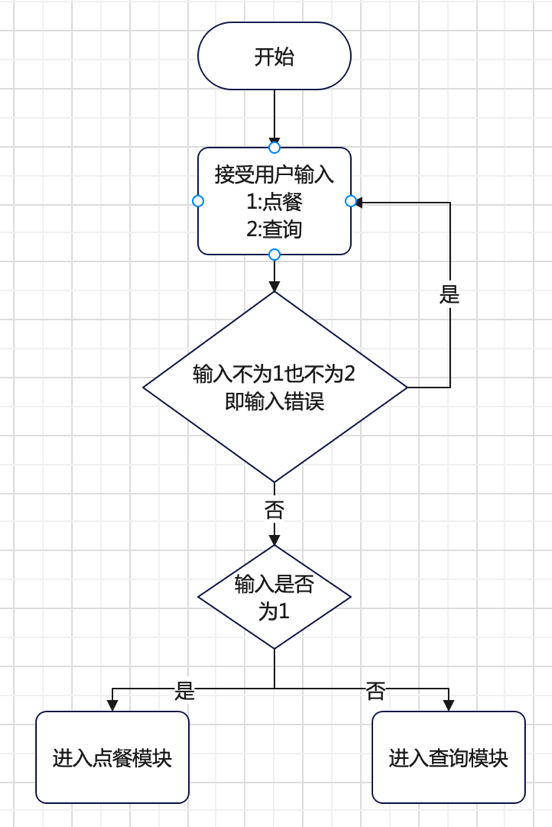 开始
接受用户输入
1:点餐
2:查询
是
输入不为1也不为2
即输入错误
否
输入是否
为1
是
否
进入点餐模块
进入查询模块